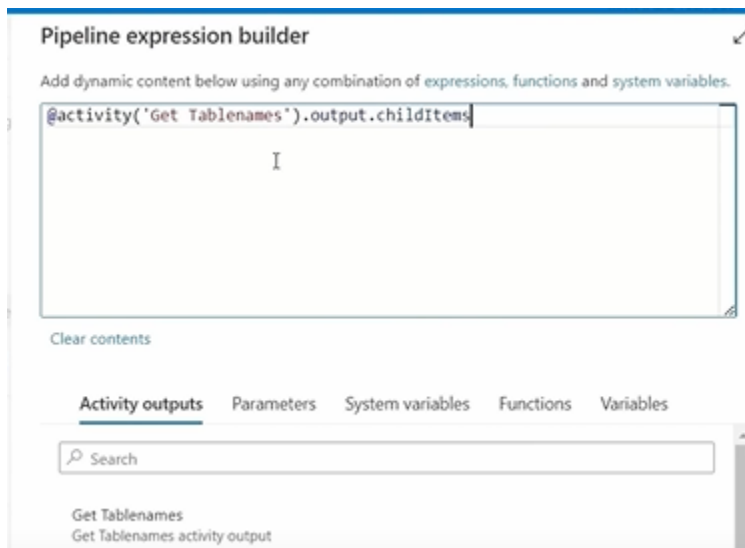 Pipeline expression builder
Add dynamic content below using any combination of expressions, functions and system variables.
@activity('Get Tablenames').output.childItems
Clear contents
Activity outputs Parameters System variables Functions Variables
Search
Get Tablenames
Get Tablenames activity output